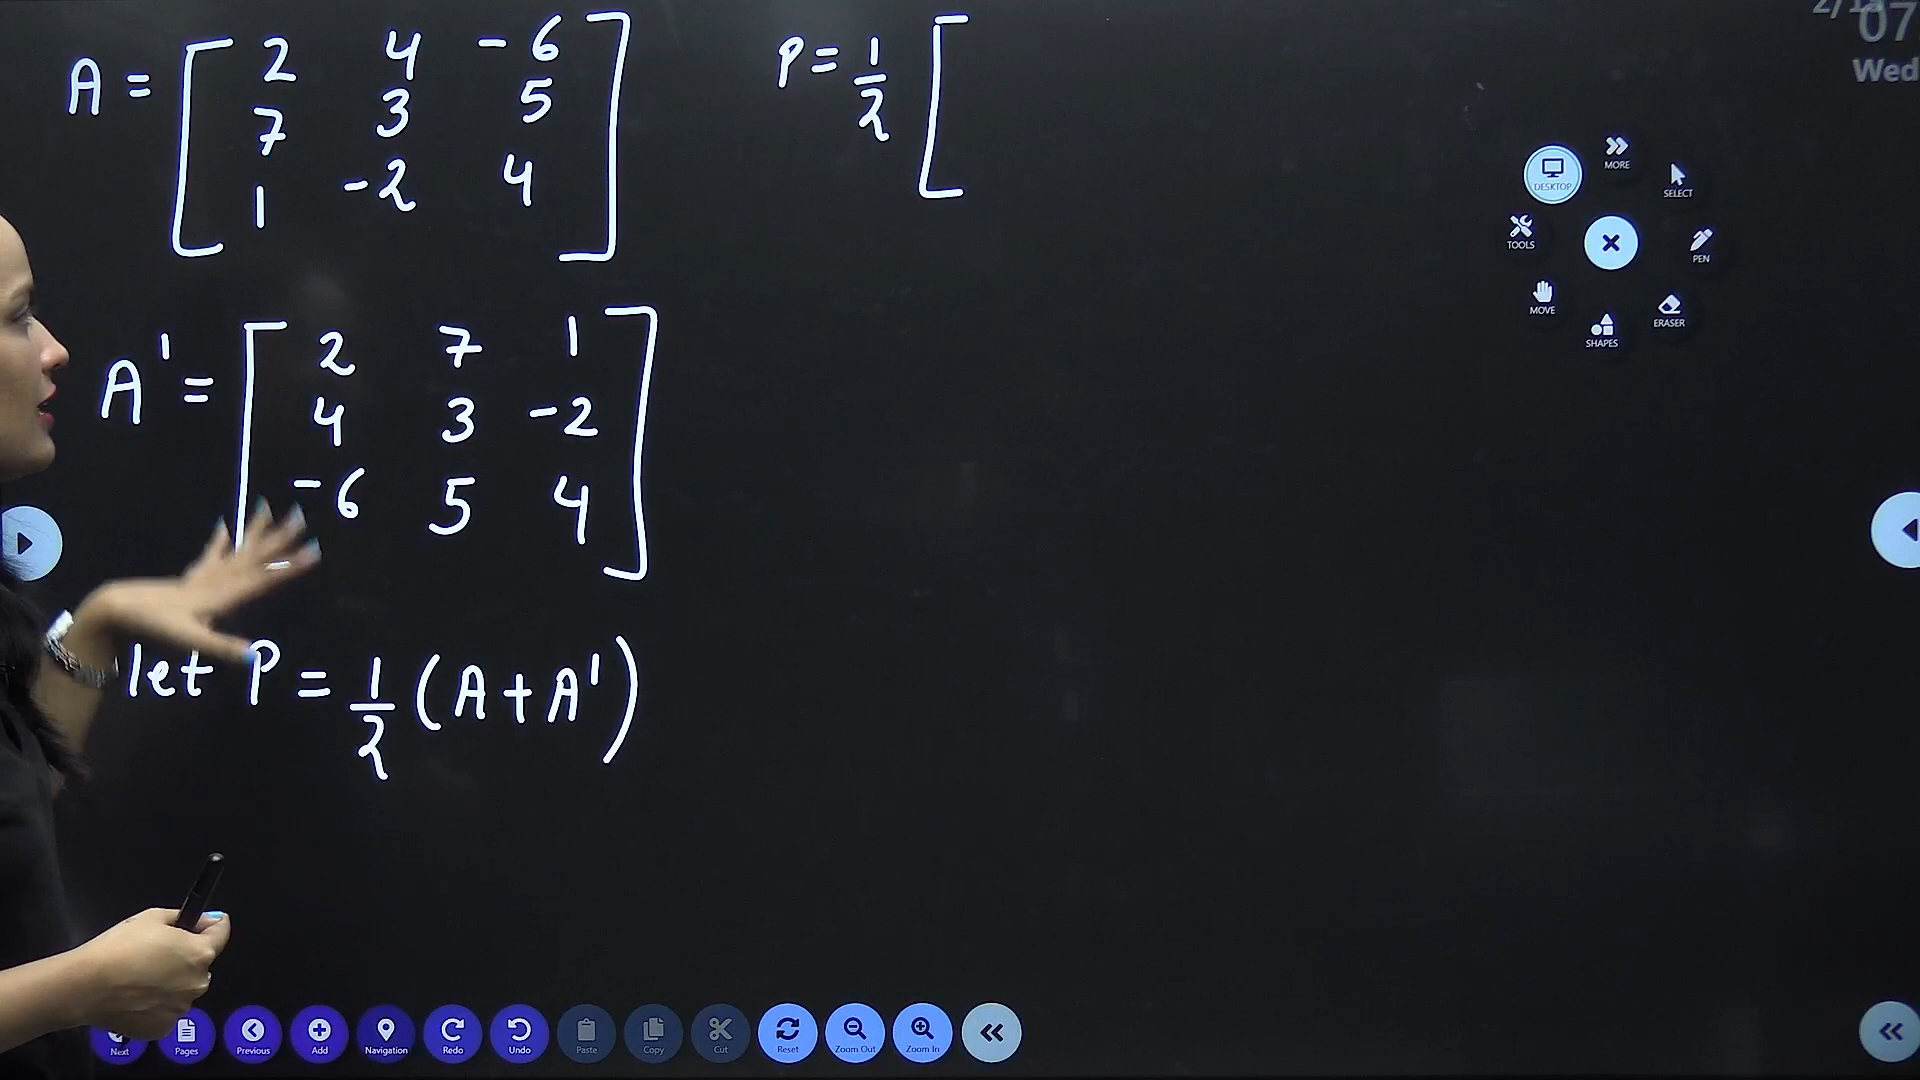 A = [ 2 4 -6
7 3 5
1 -2 4 ]
A' = [ 2 7 1
4 3 -2
-6 5 4 ]
let P = 1/2 (A + A')
P = 1/2 [
07
Wed
DESKTOP
MORE
SELECT
TOOLS
PEN
MOVE
ERASER
SHAPES
Next Pages Previous Add Navigation Redo Undo Paste Copy Cut Reset Zoom Out Zoom In